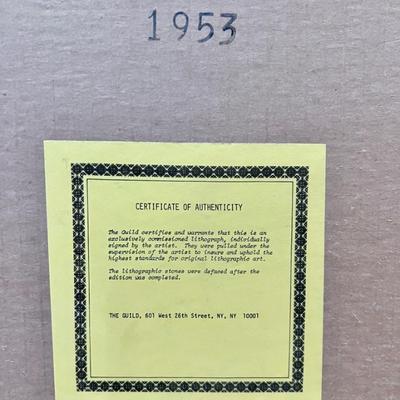 1953
CERTIFICATE OF AUTHENTICITY
The Guild certifies and warrants that this is an
exclusively commissioned lithograph, individually
signed by the artist. They were pulled under the
supervision of the artist to insure and uphold the
highest standards for original lithographic art.
The lithographic stones were defused after the
edition was completed.
THE GUILD, 601 West 26th Street, NY, NY 10001